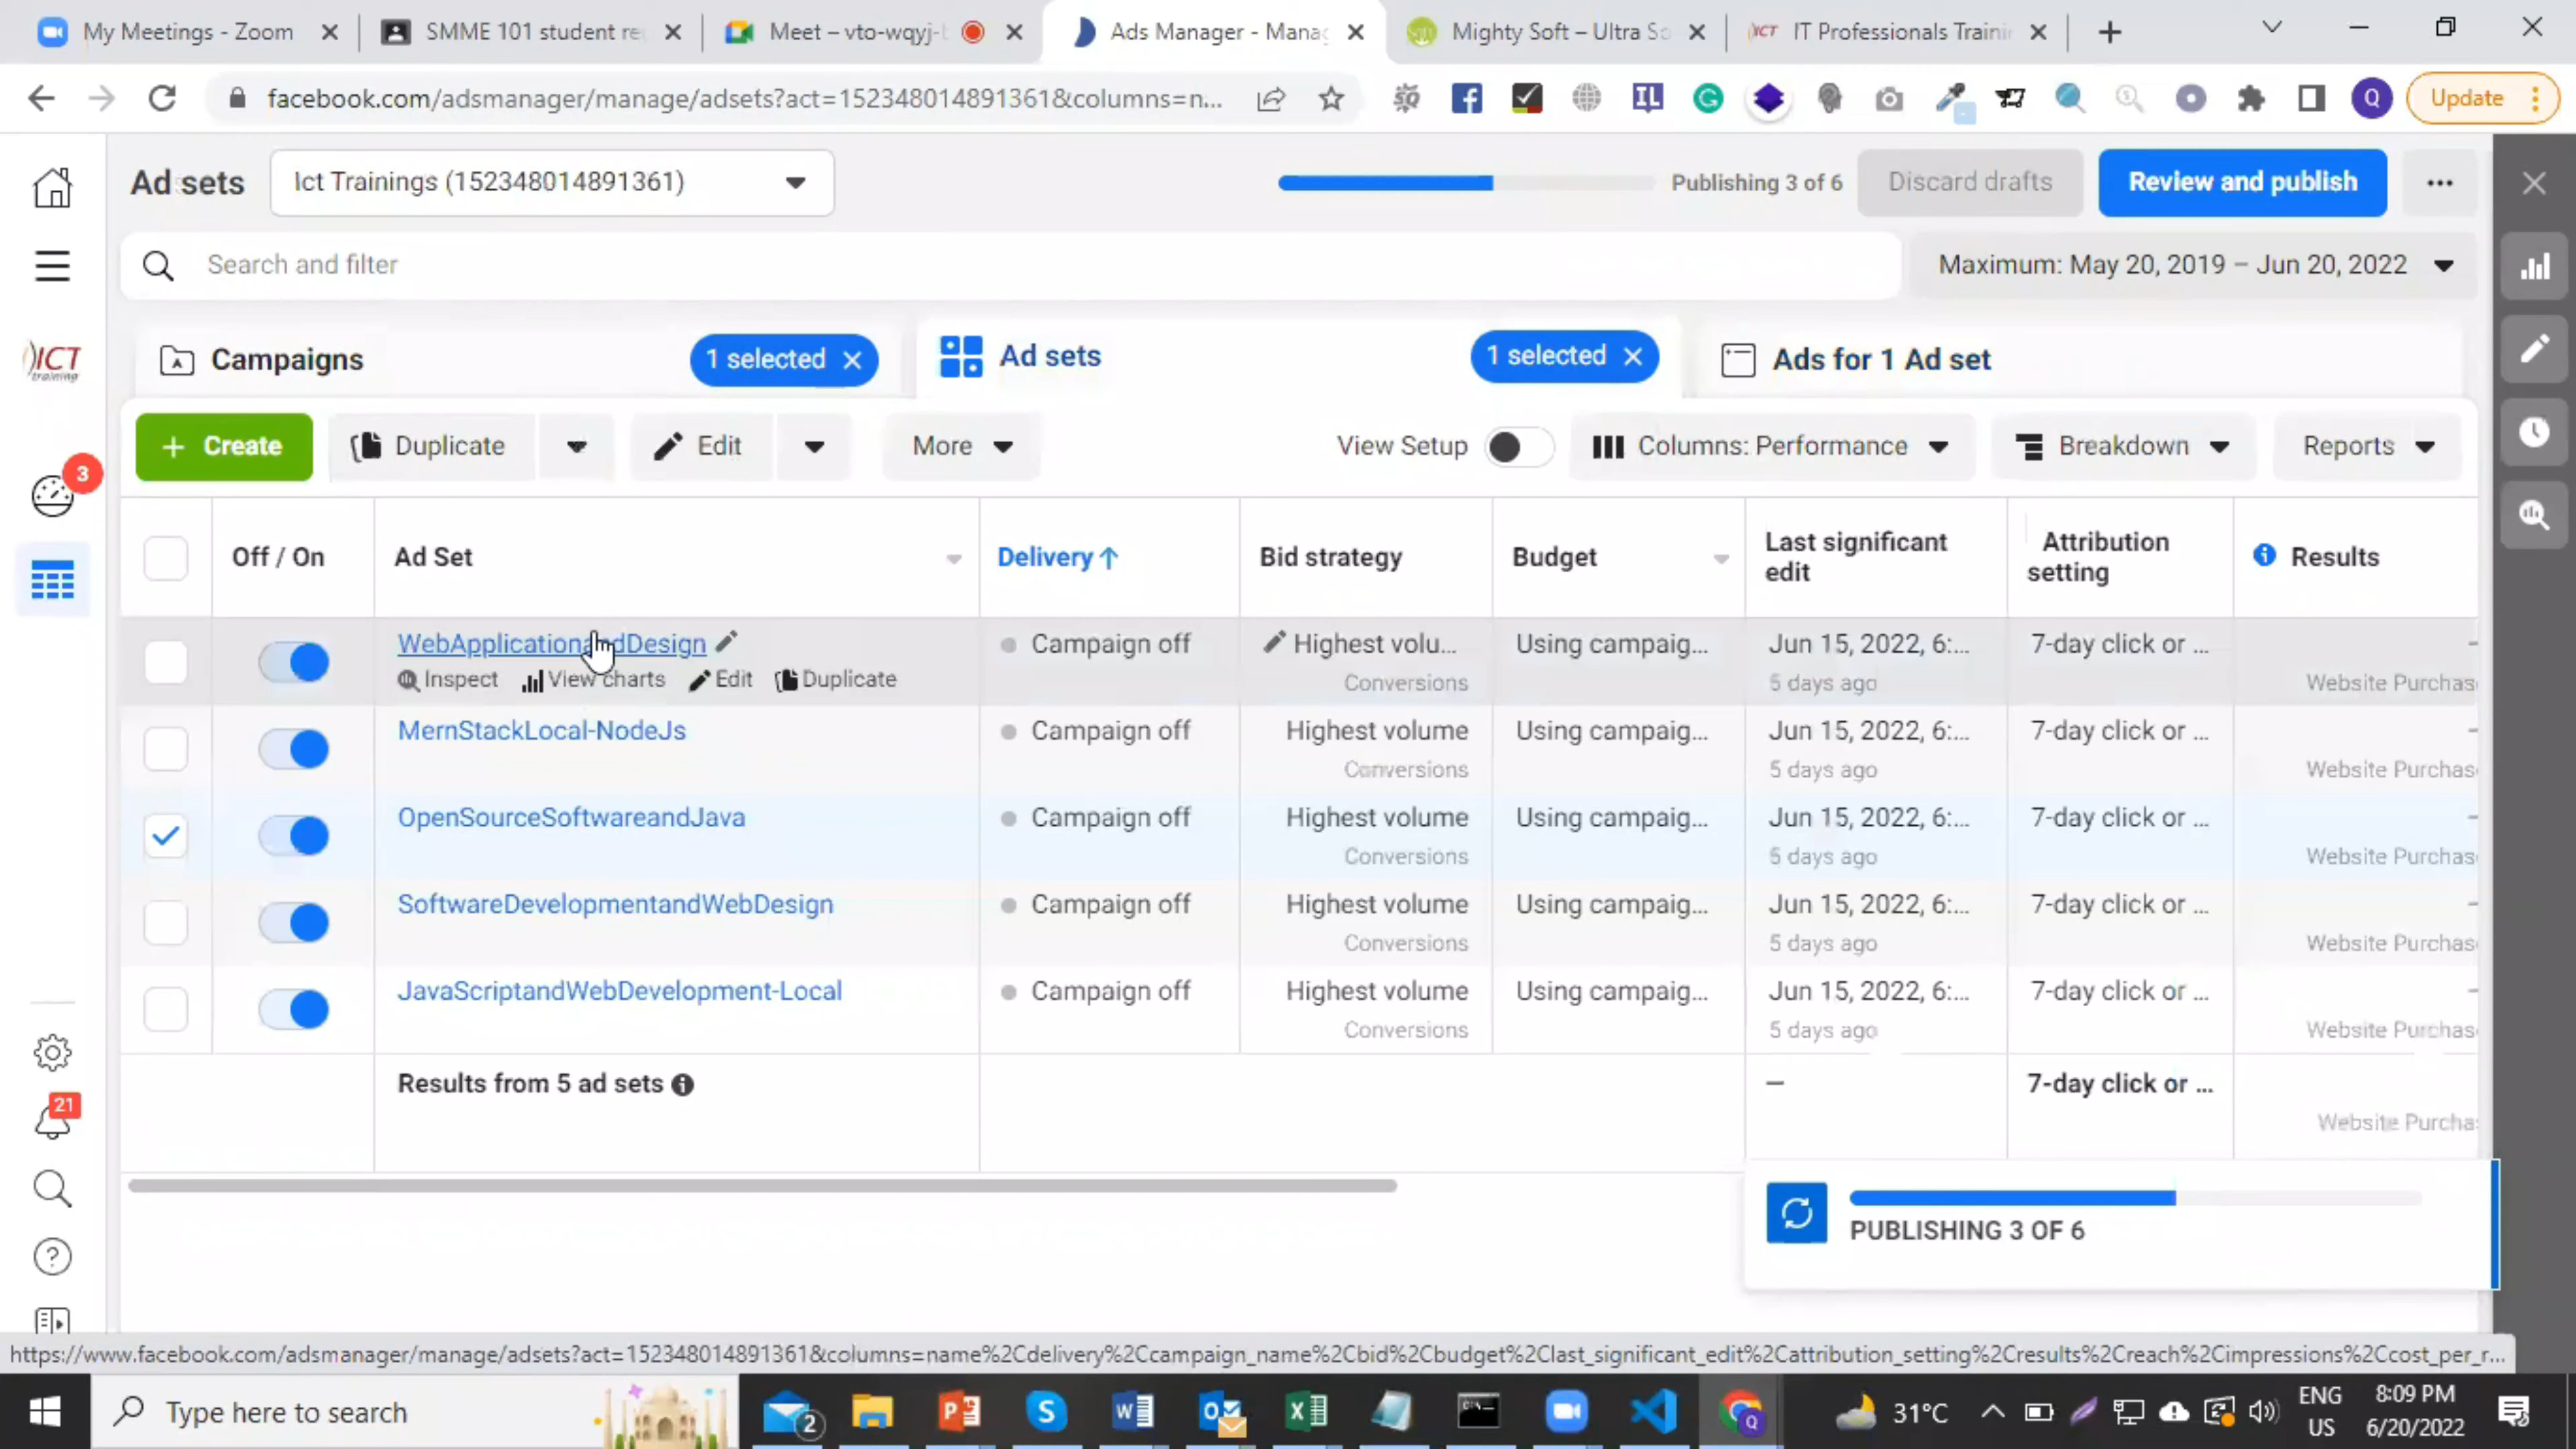 My Meetings - Zoom
SMME 101 student re
Meet – vto-wqyj-
Ads Manager - Manag
Mighty Soft – Ultra So
ICT IT Professionals Traini
facebook.com/adsmanager/manage/adsets?act=152348014891361&columns=n...
IL
Q
Update
Ad sets
Ict Trainings (152348014891361)
Publishing 3 of 6
Discard drafts
Review and publish
Search and filter
Maximum: May 20, 2019 – Jun 20, 2022
ICT
training
Campaigns
1 selected
Ad sets
1 selected
Ads for 1 Ad set
+ Create
Duplicate
Edit
More
View Setup
Columns: Performance
Breakdown
Reports
3
Off / On
Ad Set
Delivery↑
Bid strategy
Budget
Last significant
edit
Attribution
setting
Results
WebApplicationandDesign
Campaign off
Highest volu...
Using campaig...
Jun 15, 2022, 6:...
7-day click or ...
–
Inspect
View charts
Edit
Duplicate
Conversions
5 days ago
Website Purchas
MernStackLocal-NodeJs
Campaign off
Highest volume
Using campaig...
Jun 15, 2022, 6:...
7-day click or ...
–
Conversions
5 days ago
Website Purchas
OpenSourceSoftwareandJava
Campaign off
Highest volume
Using campaig...
Jun 15, 2022, 6:...
7-day click or ...
–
Conversions
5 days ago
Website Purchas
SoftwareDevelopmentandWebDesign
Campaign off
Highest volume
Using campaig...
Jun 15, 2022, 6:...
7-day click or ...
–
Conversions
5 days ago
Website Purchas
JavaScriptandWebDevelopment-Local
Campaign off
Highest volume
Using campaig...
Jun 15, 2022, 6:...
7-day click or ...
–
Conversions
5 days ago
Website Purchas
Results from 5 ad sets
–
7-day click or ...
Website Purcha
21
PUBLISHING 3 OF 6
https://www.facebook.com/adsmanager/manage/adsets?act=152348014891361&columns=name%2Cdelivery%2Ccampaign_name%2Cbid%2Cbudget%2Clast_significant_edit%2Cattribution_setting%2Cresults%2Creach%2Cimpressions%2Ccost_per_r...
Type here to search
2
31°C
ENG
US
8:09 PM
6/20/2022